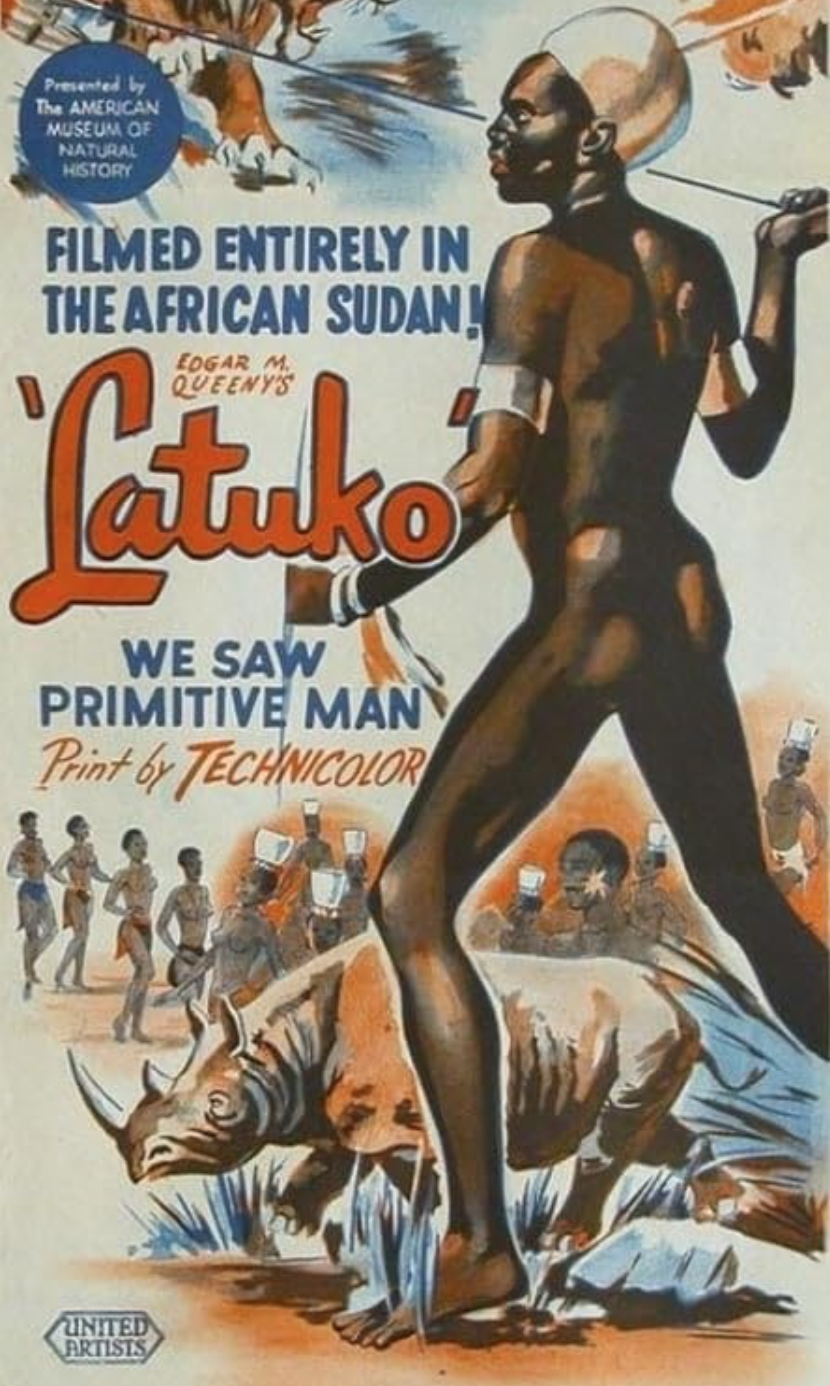 Presented by
The AMERICAN
MUSEUM OF
NATURAL
HISTORY
FILMED ENTIRELY IN
THE AFRICAN SUDAN!
EDGAR M.
QUEENY'S
'Latuko'
WE SAW
PRIMITIVE MAN
Print by TECHNICOLOR
UNITED
ARTISTS